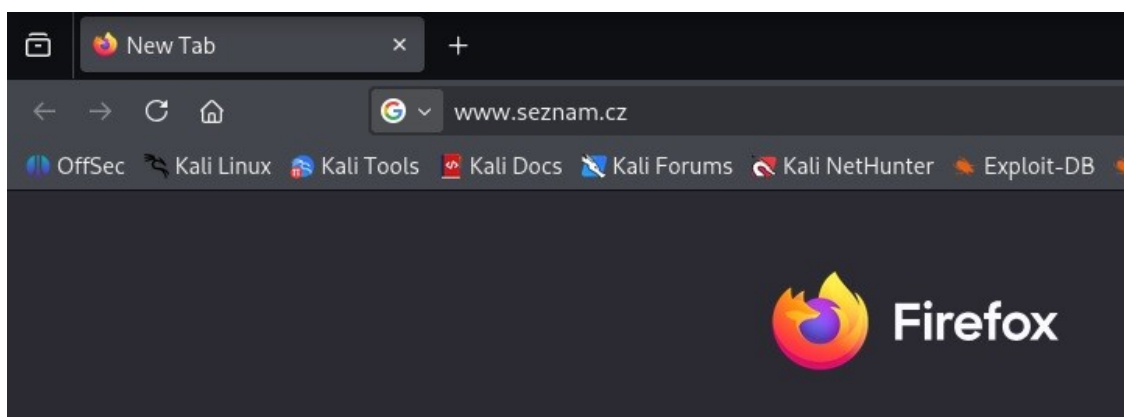 New Tab
www.seznam.cz
OffSec Kali Linux Kali Tools Kali Docs Kali Forums Kali NetHunter Exploit-DB
Firefox